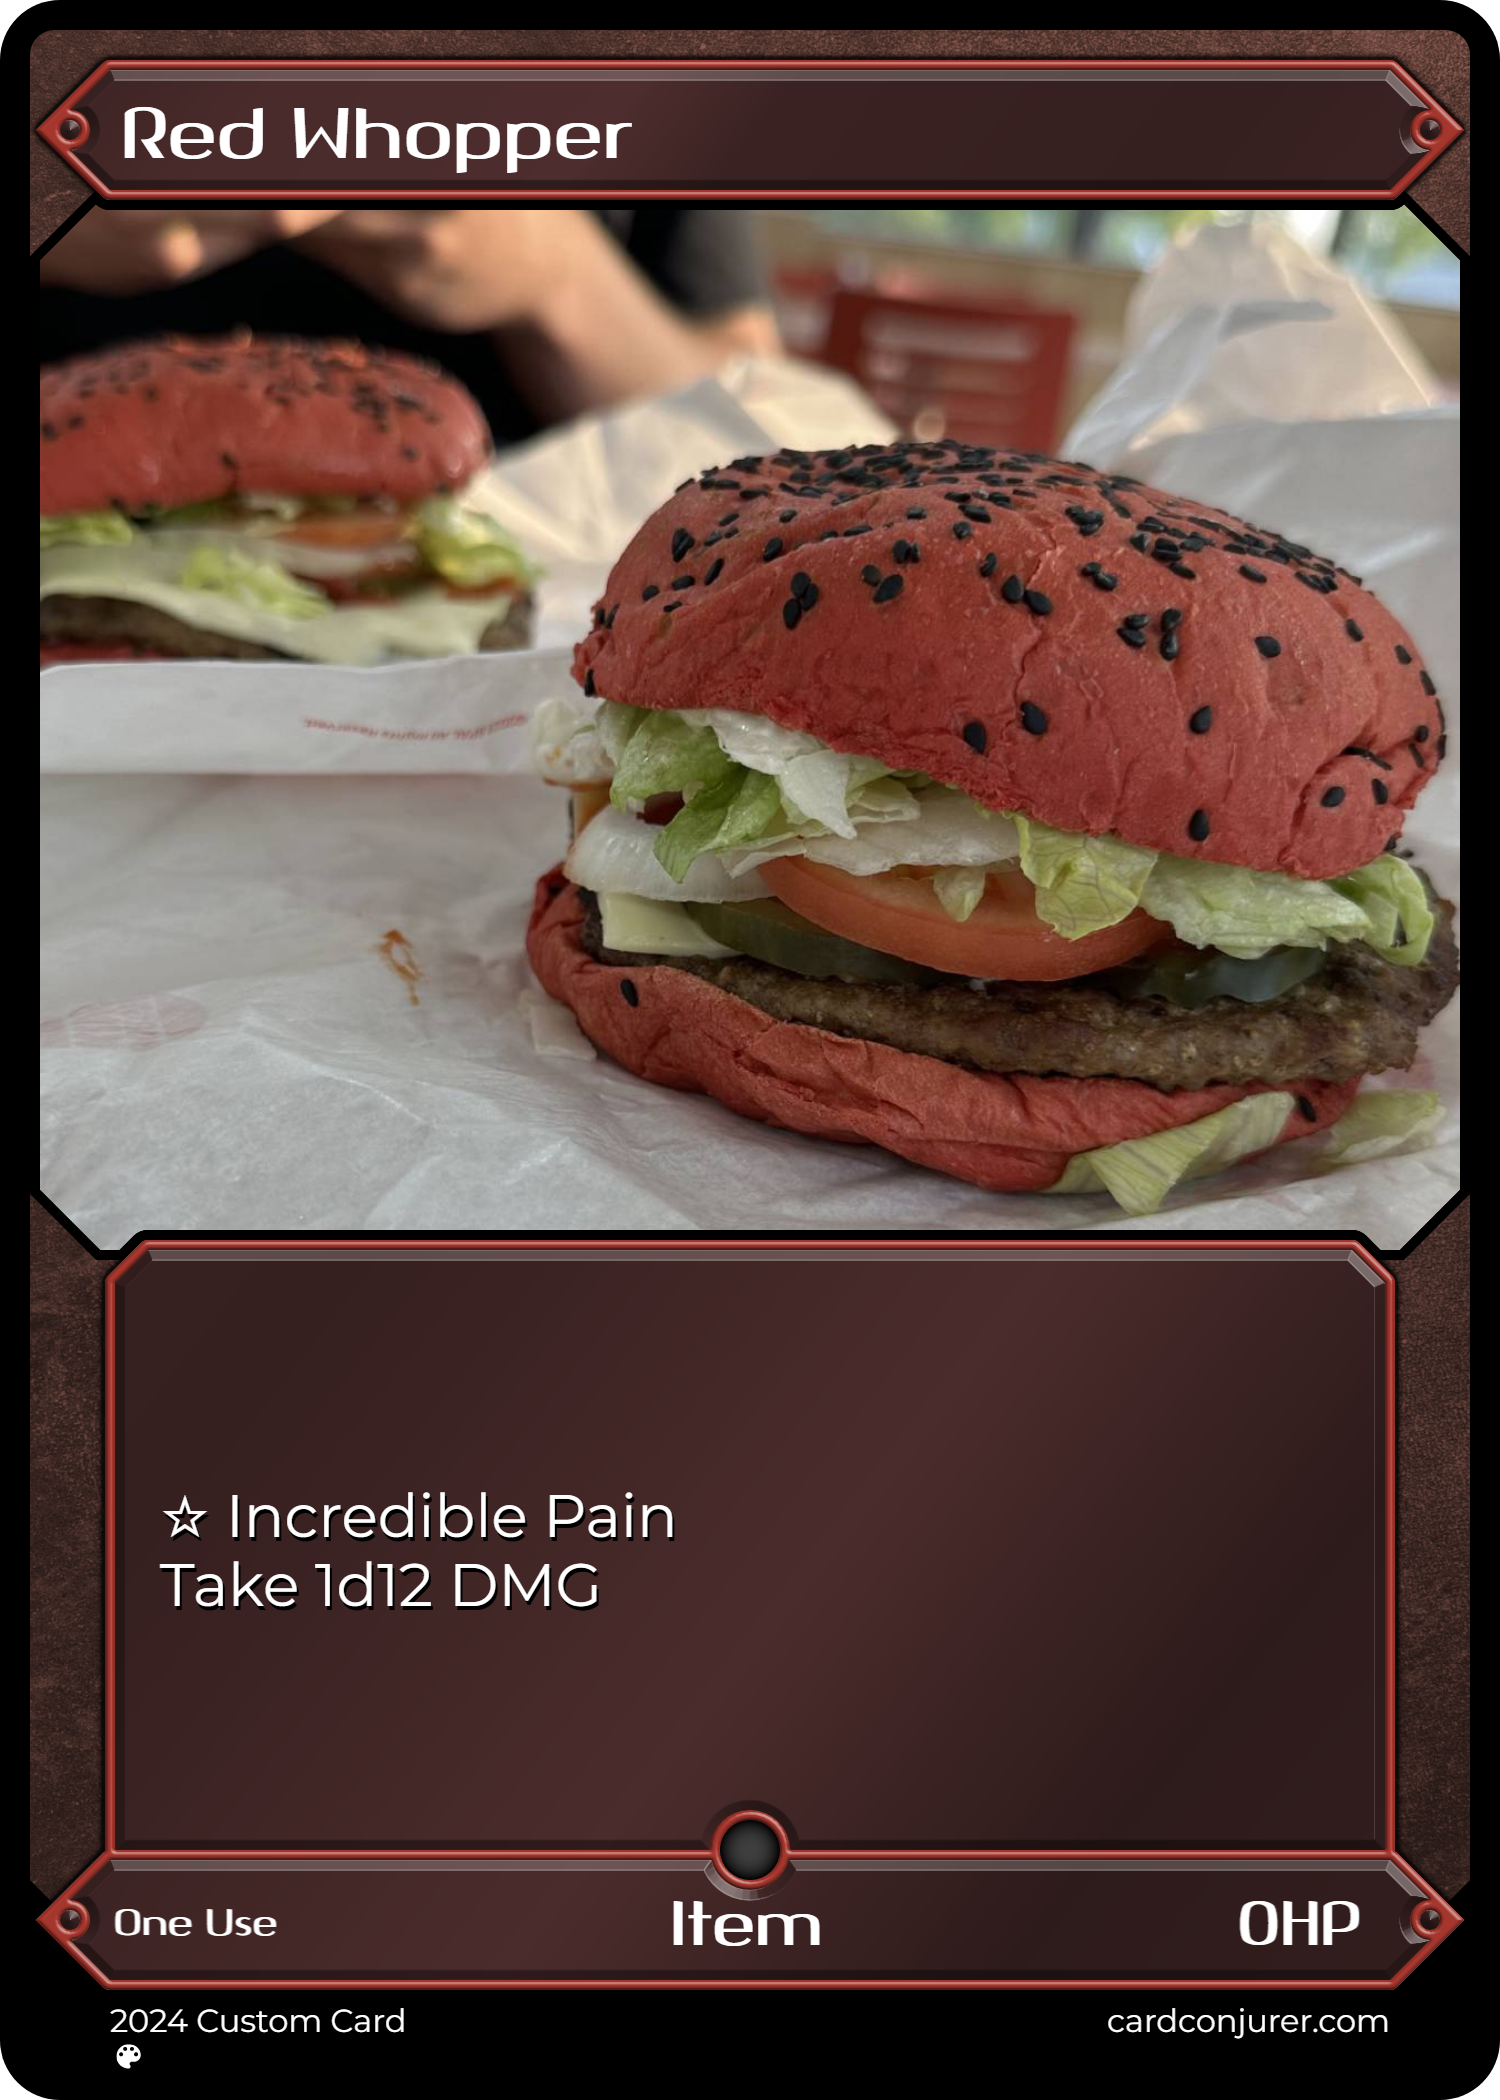 Red Whopper
☆ Incredible Pain
Take 1d12 DMG
One Use
Item
0HP
2024 Custom Card
cardconjurer.com